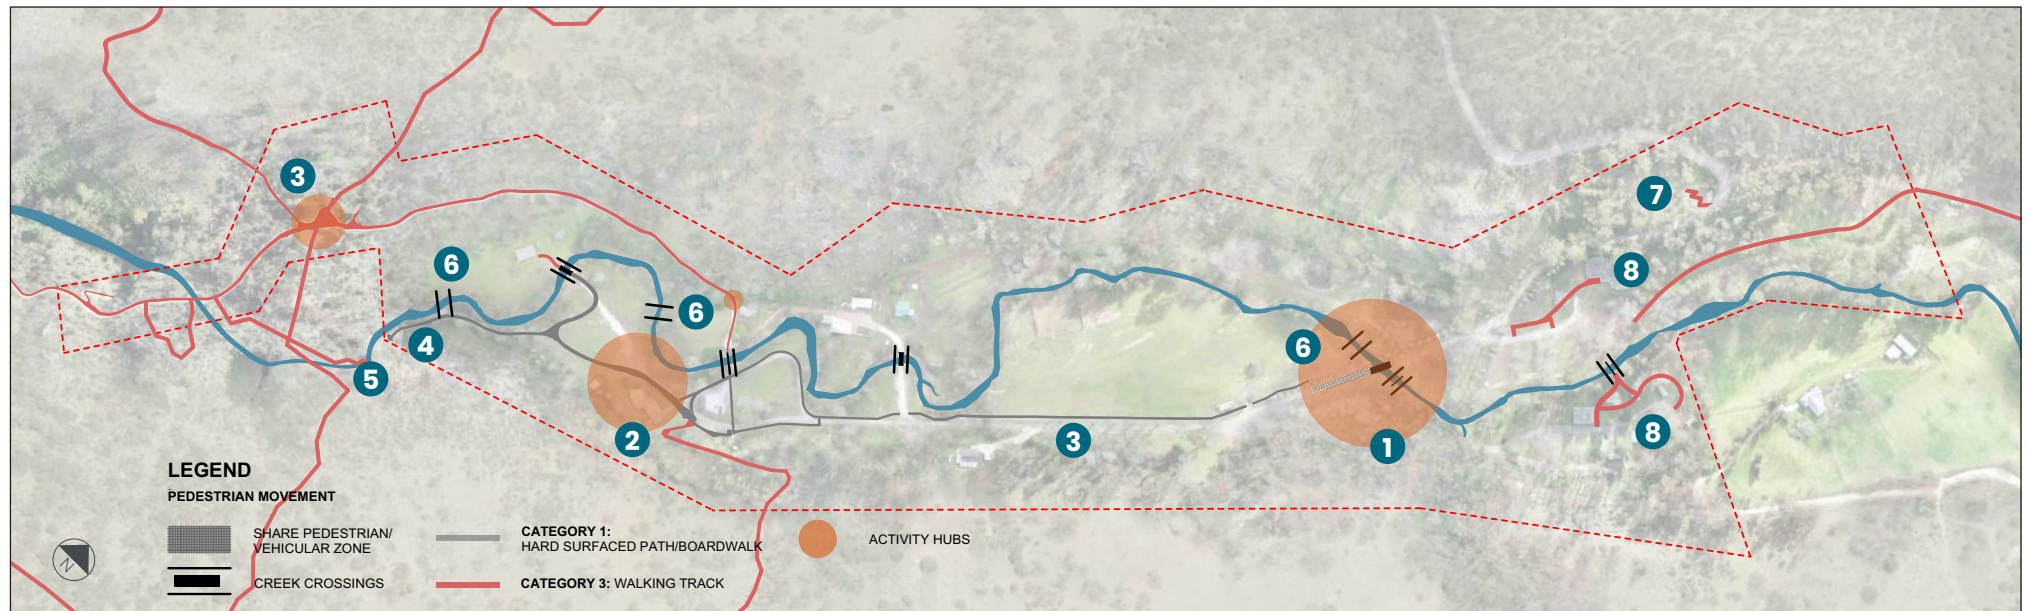 7
3
6
8
6
6
4
5
2
3
1
8
LEGEND
PEDESTRIAN MOVEMENT
SHARE PEDESTRIAN/
VEHICULAR ZONE
CREEK CROSSINGS
CATEGORY 1:
HARD SURFACED PATH/BOARDWALK
CATEGORY 3: WALKING TRACK
ACTIVITY HUBS
N